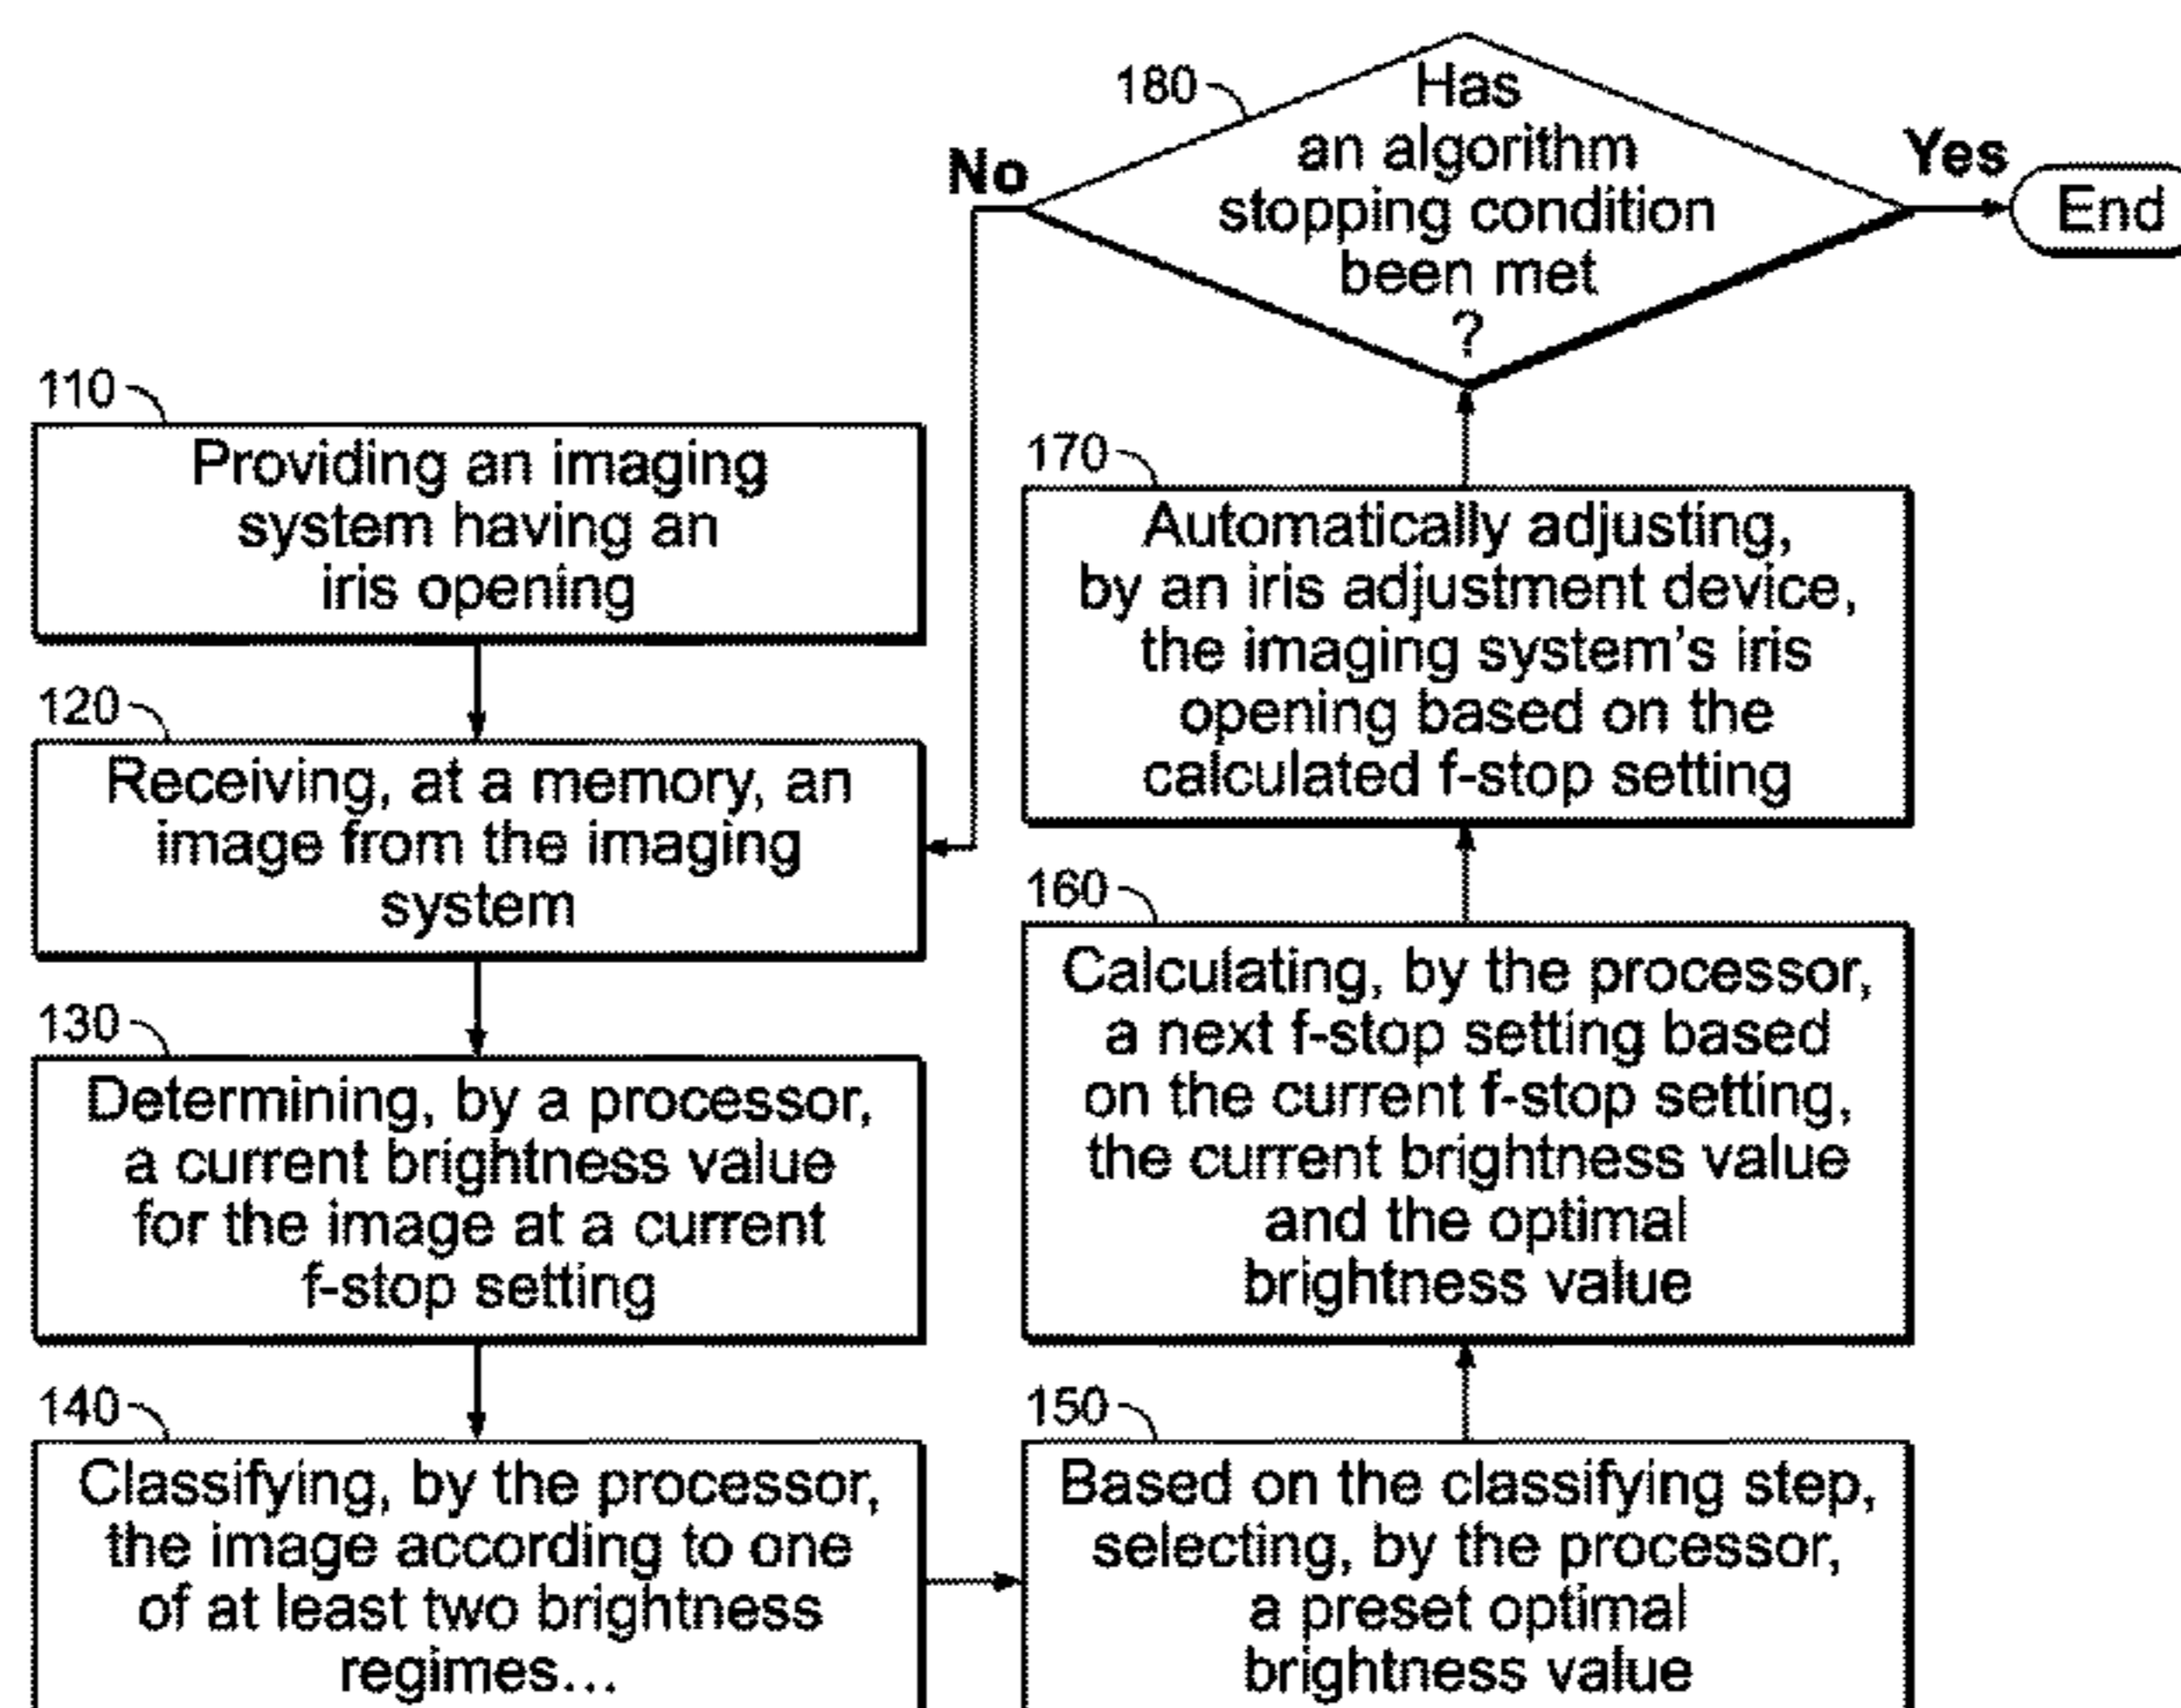 110
Providing an imaging
system having an
iris opening
120
Receiving, at a memory, an
image from the imaging
system
130
Determining, by a processor,
a current brightness value
for the image at a current
f-stop setting
140
Classifying, by the processor,
the image according to one
of at least two brightness
regimes...
150
Based on the classifying step,
selecting, by the processor,
a preset optimal
brightness value
160
Calculating, by the processor,
a next f-stop setting based
on the current f-stop setting,
the current brightness value
and the optimal
brightness value
170
Automatically adjusting,
by an iris adjustment device,
the imaging system's iris
opening based on the
calculated f-stop setting
180
Has
an algorithm
stopping condition
been met
?
No
Yes
End